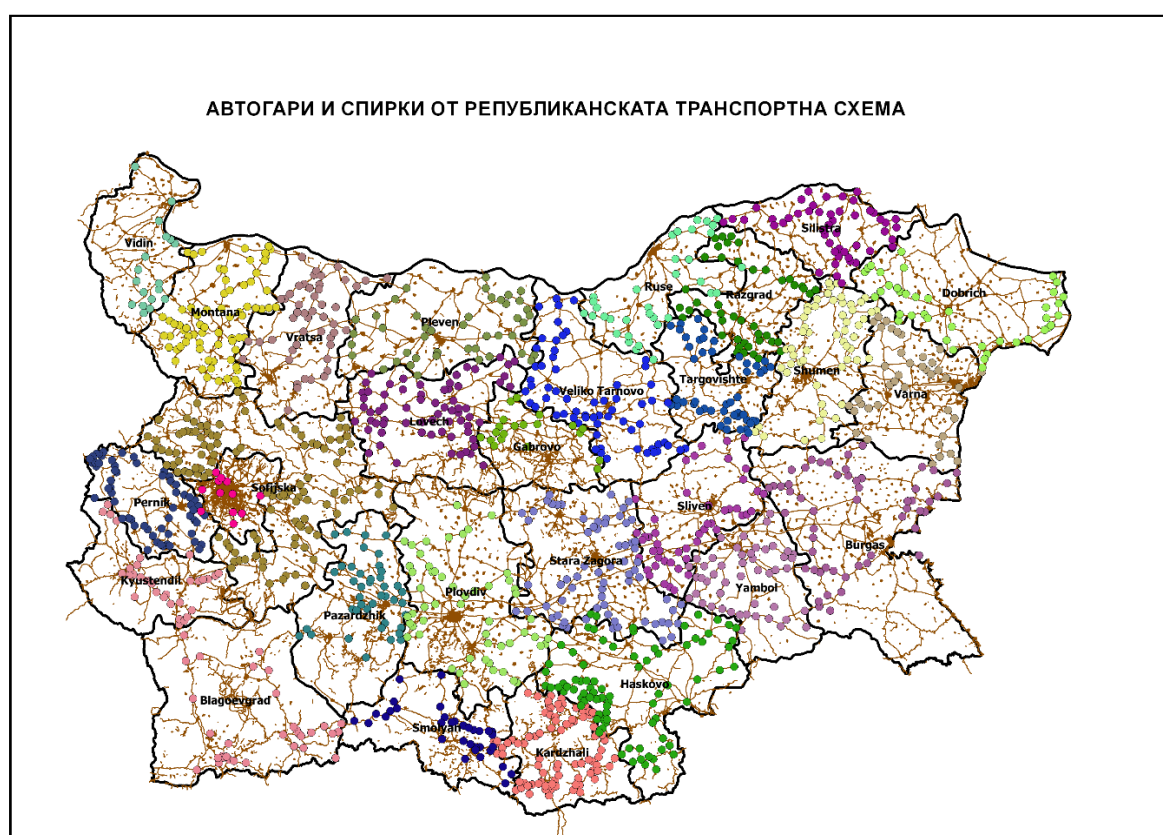 АВТОГАРИ И СПИРКИ ОТ РЕПУБЛИКАНСКАТА ТРАНСПОРТНА СХЕМА
Silistra
Vidin
Ruse
Dobrich
Razgrad
Montana
Pleven
Vratsa
Shumen
Targovishte
Veliko Tarnovo
Varna
Lovech
Gabrovo
Sofijska
Pernik
Sliven
Burgas
Stara Zagora
Kyustendil
Yambol
Plovdiv
Pazardzhik
Haskovo
Blagoevgrad
Smolyan
Kardzhali